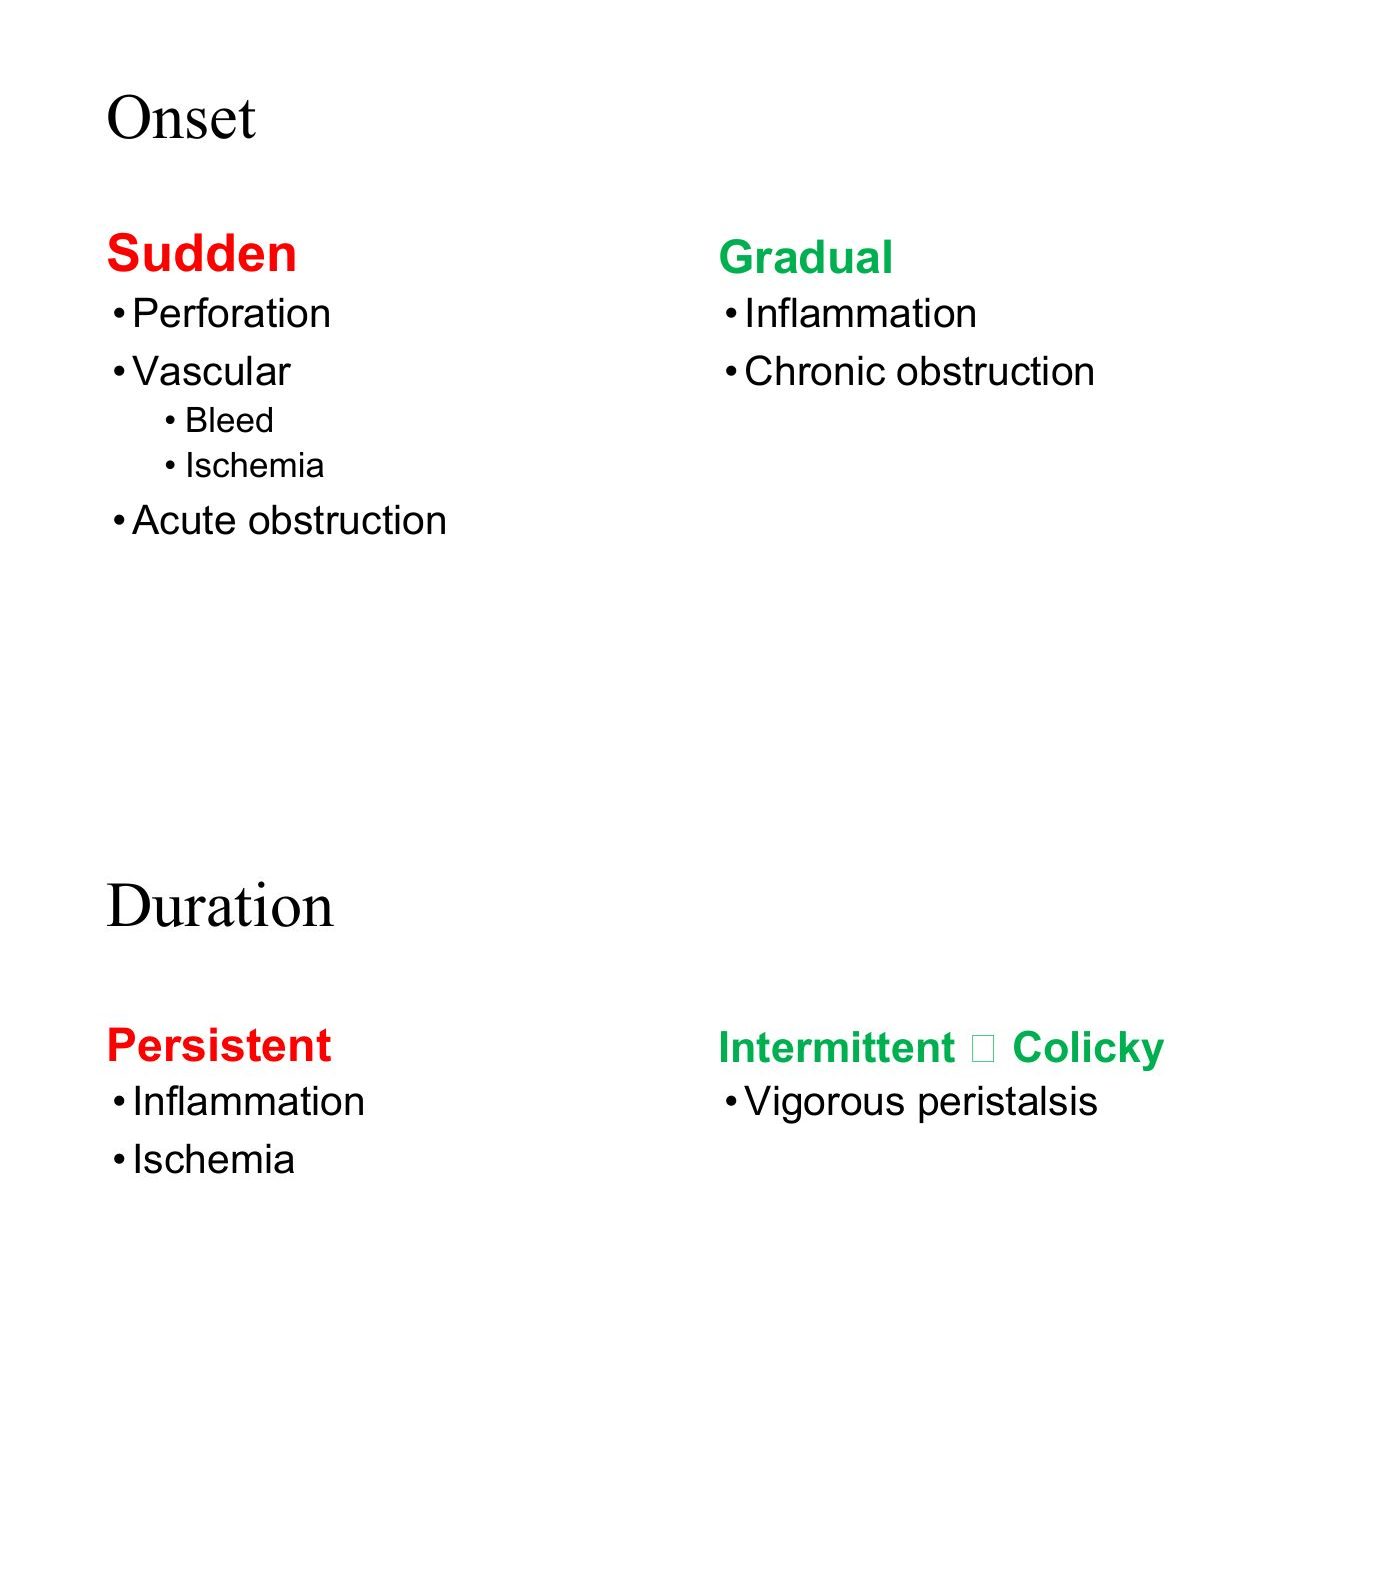 Onset
Sudden
• Perforation
• Vascular
• Bleed
• Ischemia
• Acute obstruction
Gradual
• Inflammation
• Chronic obstruction
Duration
Persistent
• Inflammation
• Ischemia
Intermittent □ Colicky
• Vigorous peristalsis